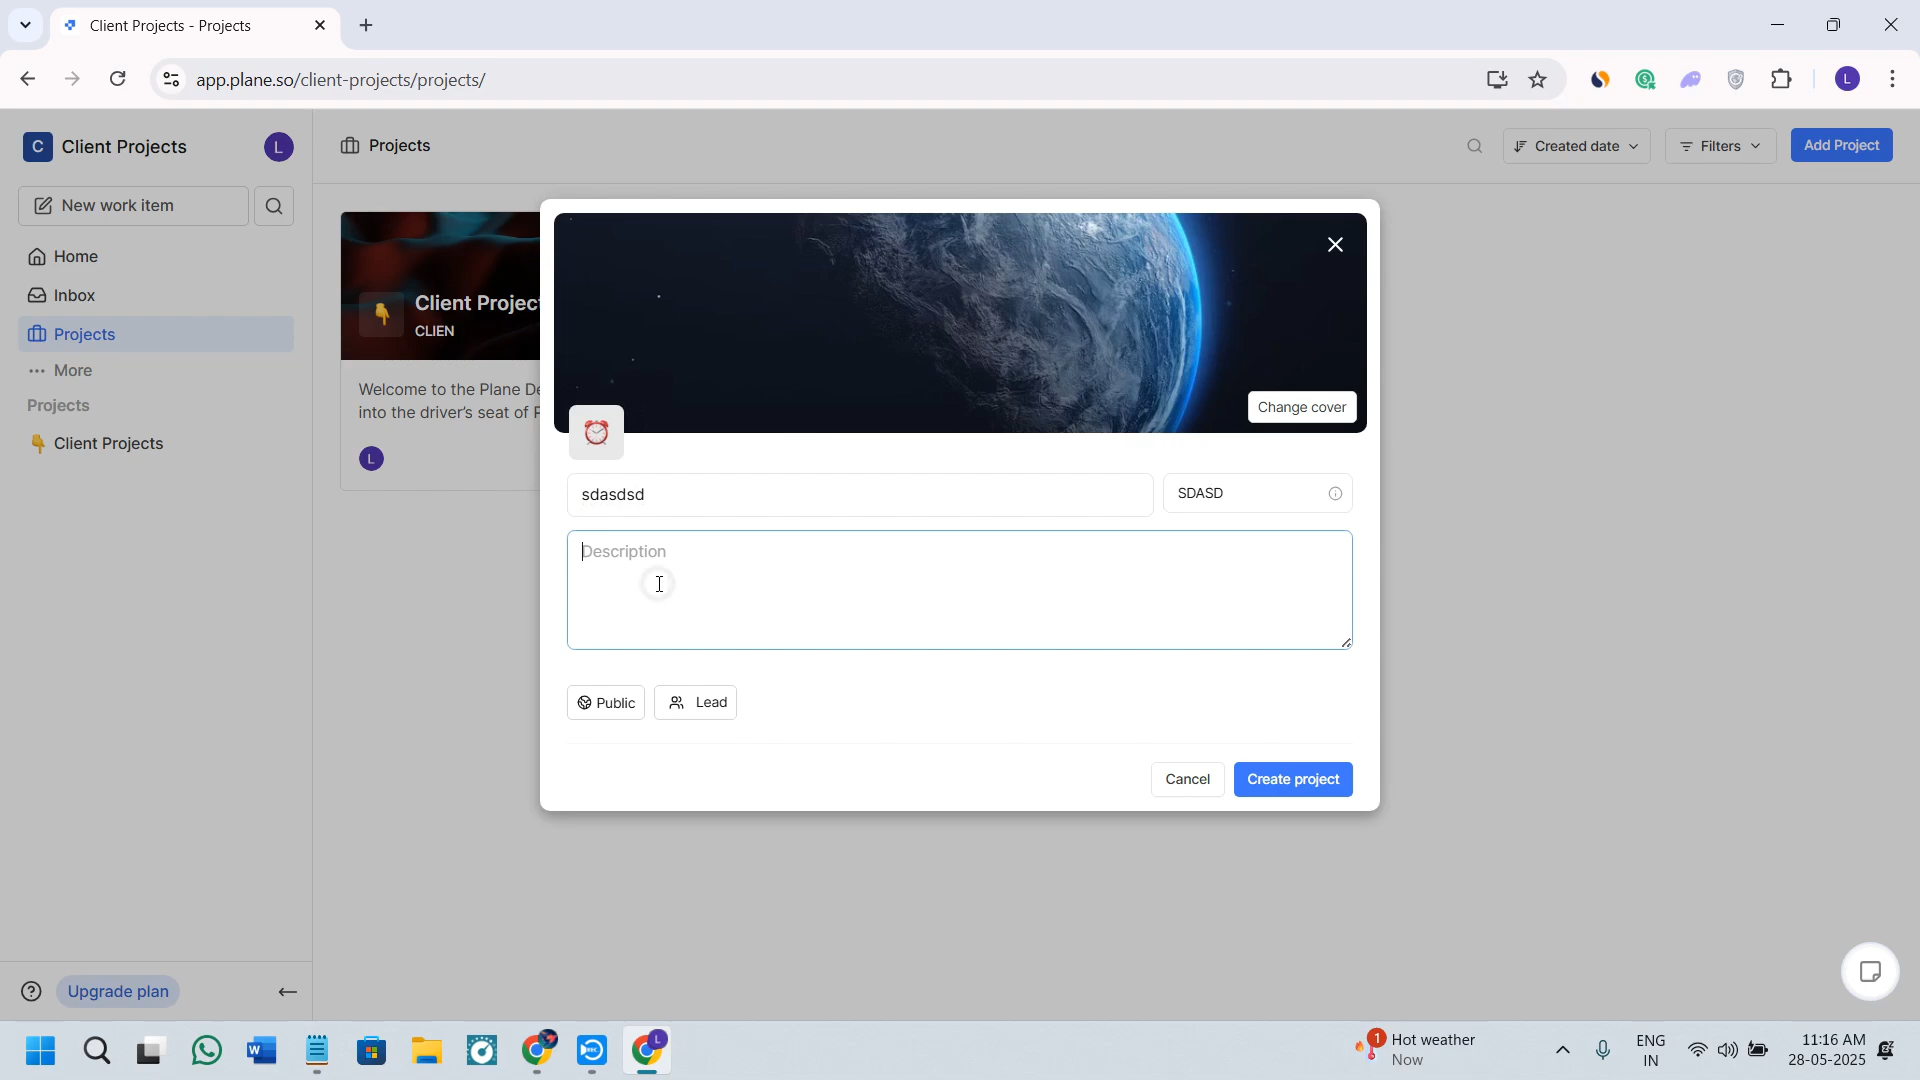 Client Projects - Projects
app.plane.so/client-projects/projects/
L
C Client Projects
L
Projects
Created date
Filters
Add Project
New work item
Home
Inbox
Projects
More
Projects
Client Projects
Client Projec
CLIEN
Welcome to the Plane De
into the driver's seat of P
L
Change cover
sdasdsd
SDASD
Description
Public
Lead
Cancel
Create project
Upgrade plan
L
REC
1
Hot weather
Now
ENG
IN
11:16 AM
28-05-2025